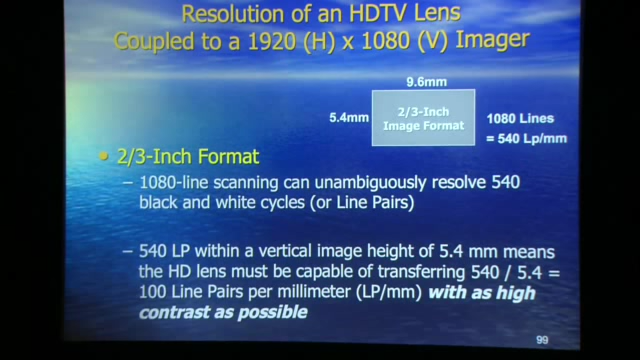 Resolution of an HDTV Lens
Coupled to a 1920 (H) x 1080 (V) Imager
9.6mm
5.4mm
2/3-Inch
Image Format
1080 Lines
= 540 Lp/mm
• 2/3-Inch Format
– 1080-line scanning can unambiguously resolve 540
black and white cycles (or Line Pairs)
– 540 LP within a vertical image height of 5.4 mm means
the HD lens must be capable of transferring 540 / 5.4 =
100 Line Pairs per millimeter (LP/mm) with as high
contrast as possible
99